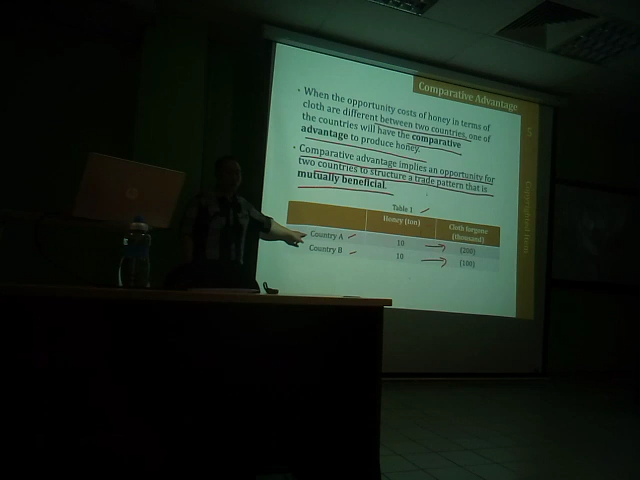 Comparative Advantage
5
• When the opportunity costs of honey in terms of
cloth are different between two countries, one of
the countries will have the comparative
advantage to produce honey.
• Comparative advantage implies an opportunity for
two countries to structure a trade pattern that is
mutually beneficial.
Table 1
Honey (ton) Cloth forgone
(thousand)
Country A 10 (200)
Country B 10 (100)